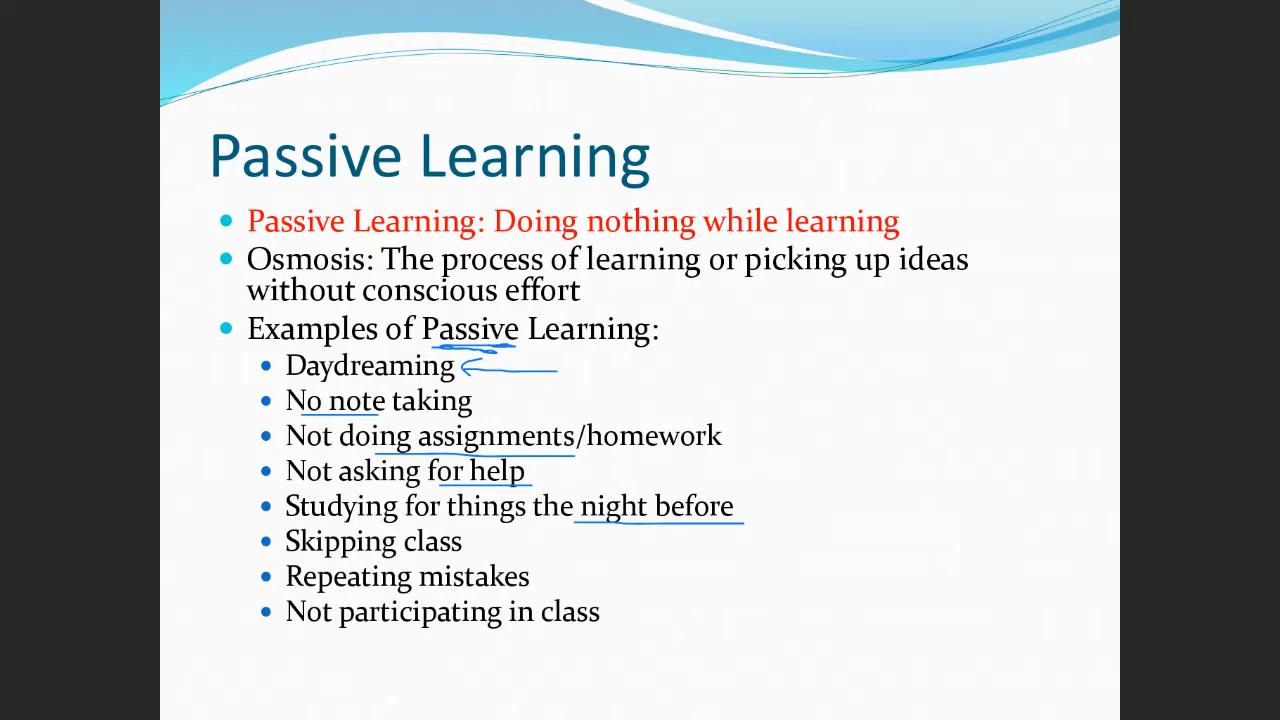 Passive Learning
Passive Learning: Doing nothing while learning
Osmosis: The process of learning or picking up ideas
without conscious effort
Examples of Passive Learning:
Daydreaming
No note taking
Not doing assignments/homework
Not asking for help
Studying for things the night before
Skipping class
Repeating mistakes
Not participating in class